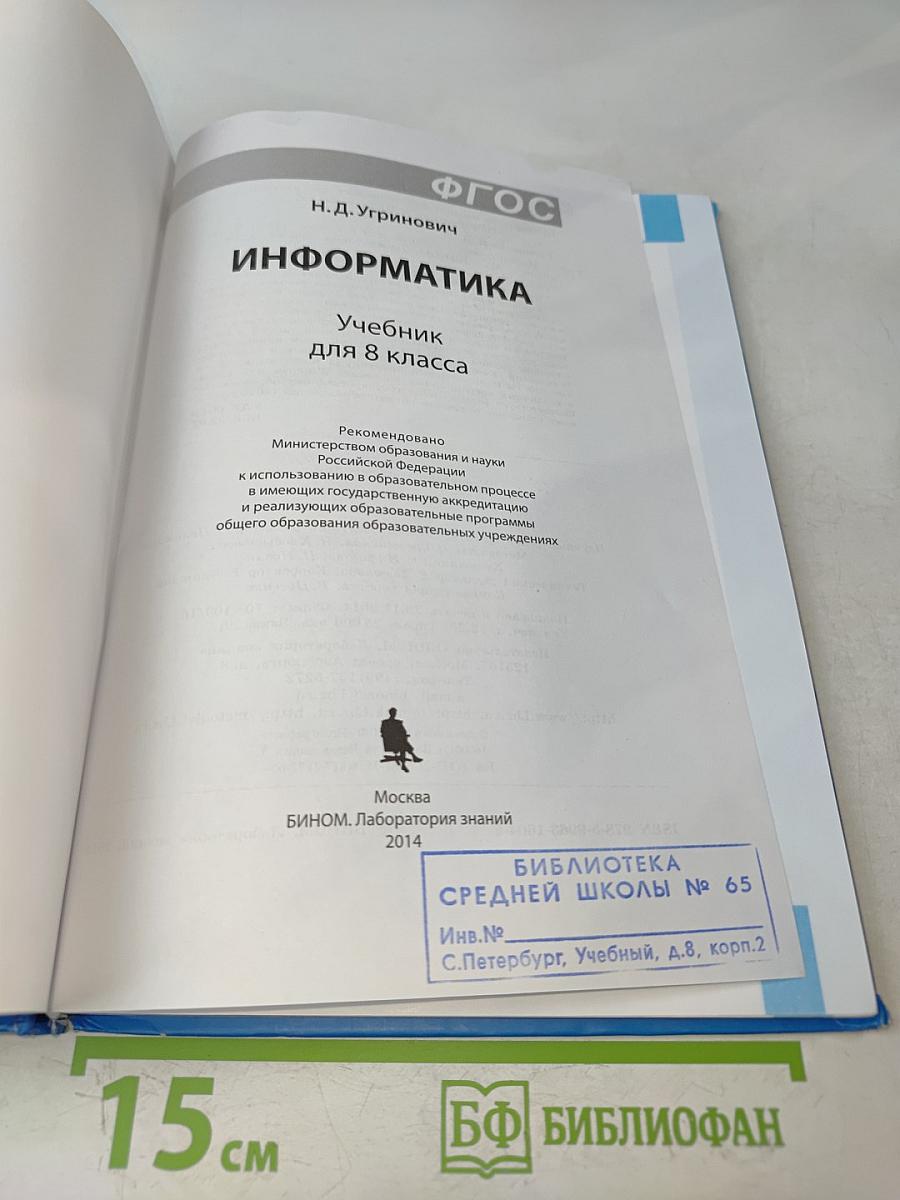 ФГОС
Н. Д. Угринович
ИНФОРМАТИКА
Учебник
для 8 класса
Рекомендовано
Министерством образования и науки
Российской Федерации
к использованию в образовательном процессе
в имеющих государственную аккредитацию
и реализующих образовательные программы
общего образования образовательных учреждениях
Москва
БИНОМ. Лаборатория знаний
2014
БИБЛИОТЕКА
СРЕДНЕЙ ШКОЛЫ № 65
Инв.№
С.Петербург, Учебный, д.8, корп.2
15 см
БФ БИБЛИОФАН